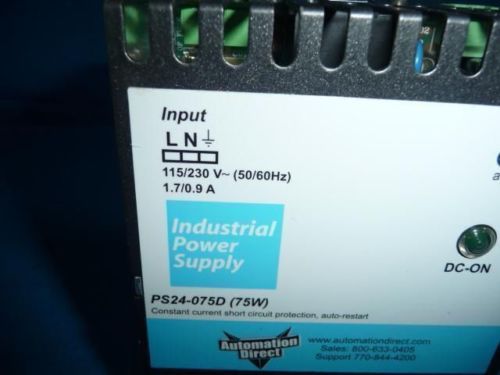 Input
L N ⏚
115/230 V~ (50/60Hz)
1.7/0.9 A
Industrial
Power
Supply
DC-ON
PS24-075D (75W)
Constant current short circuit protection, auto-restart
Automation
Direct
www.automationdirect.com
Sales: 800-633-0405
Support 770-844-4200